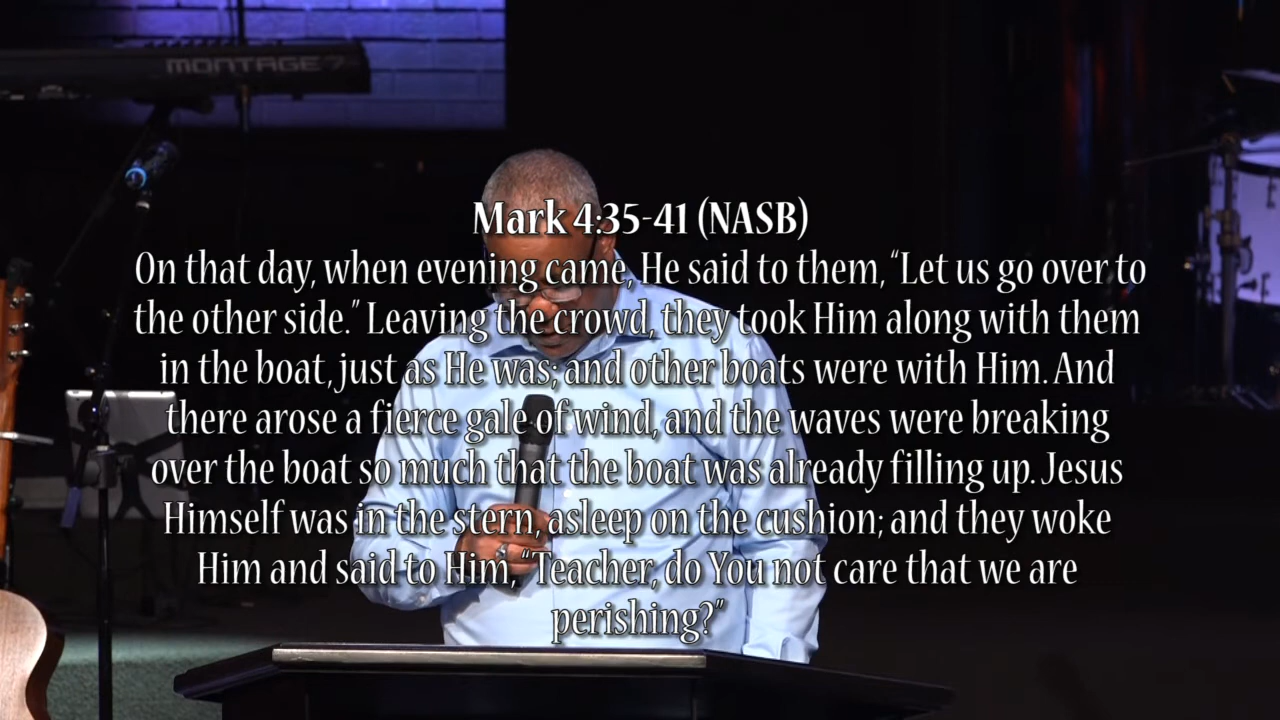 MONTAGE 7
Mark 4:35-41 (NASB)
On that day, when evening came, He said to them, “Let us go over to
the other side.” Leaving the crowd, they took Him along with them
in the boat, just as He was; and other boats were with Him. And
there arose a fierce gale of wind, and the waves were breaking
over the boat so much that the boat was already filling up. Jesus
Himself was in the stern, asleep on the cushion; and they woke
Him and said to Him, “Teacher, do You not care that we are
perishing?”